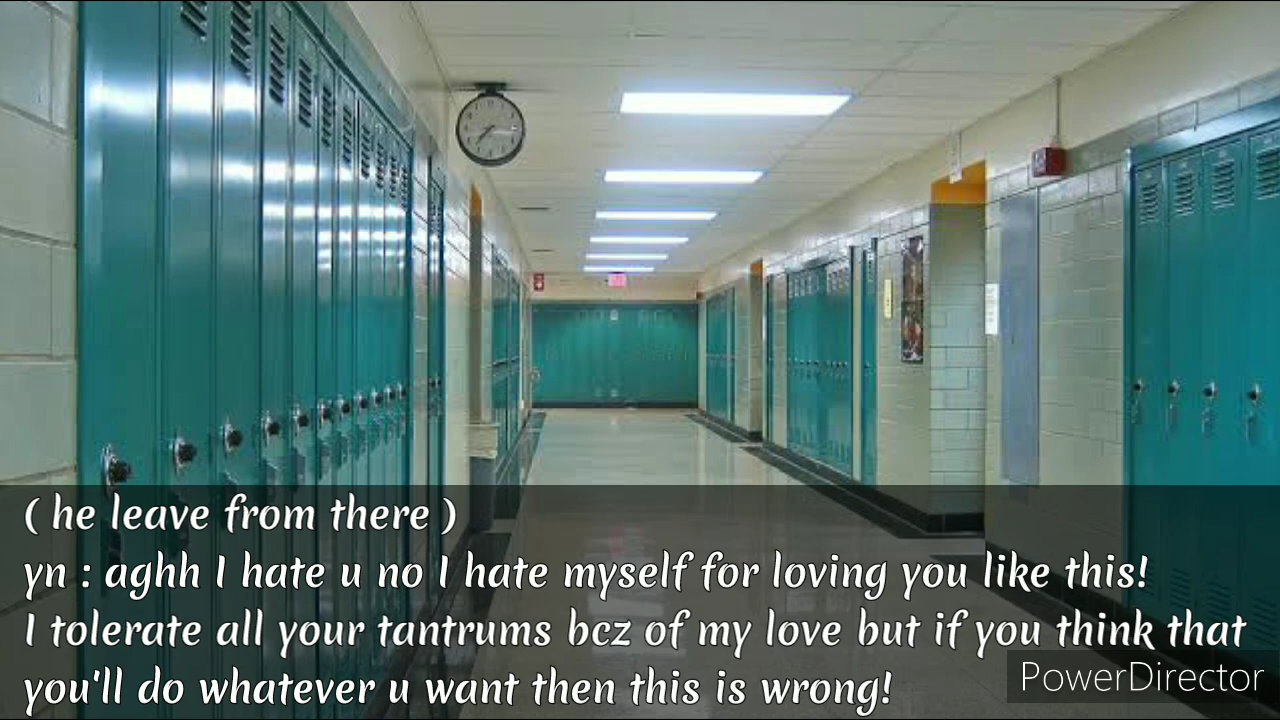 ( he leave from there )
yn : aghh I hate u no I hate myself for loving you like this!
I tolerate all your tantrums bcz of my love but if you think that
you'll do whatever u want then this is wrong!
PowerDirector